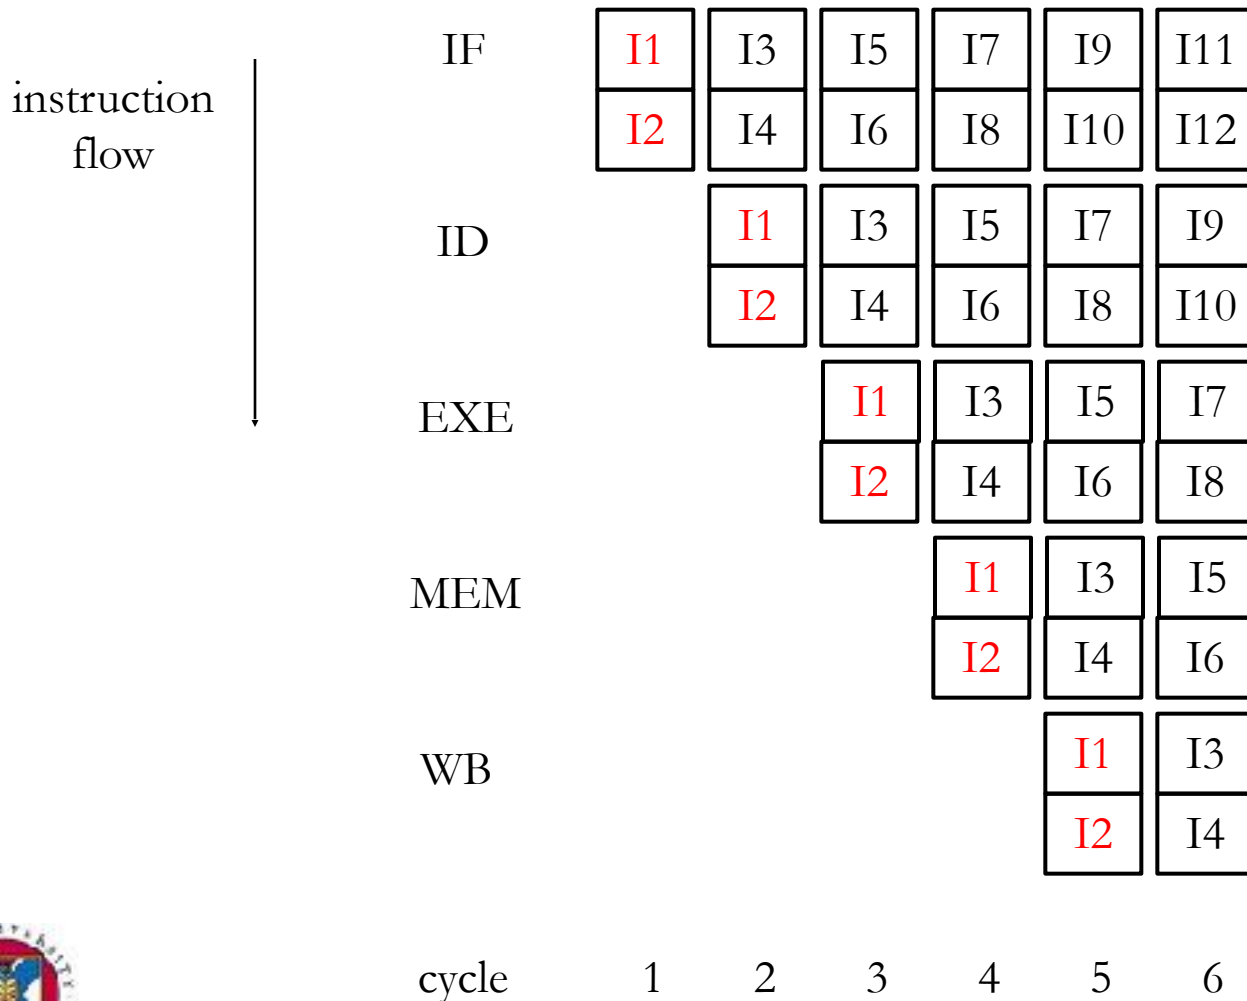 IF I1 I3 I5 I7 I9 I11
instruction
flow
I2 I4 I6 I8 I10 I12
ID I1 I3 I5 I7 I9
I2 I4 I6 I8 I10
EXE I1 I3 I5 I7
I2 I4 I6 I8
MEM I1 I3 I5
I2 I4 I6
WB I1 I3
I2 I4
cycle 1 2 3 4 5 6